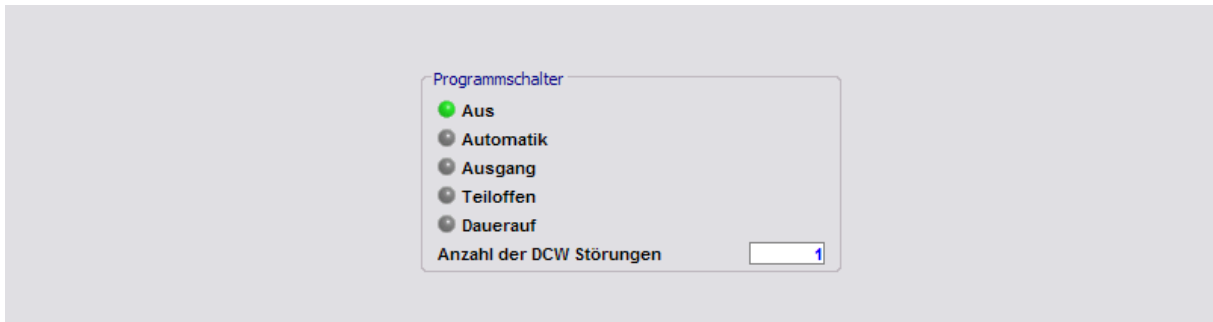 Programmschalter
Aus
Automatik
Ausgang
Teiloffen
Dauerauf
Anzahl der DCW Störungen 1